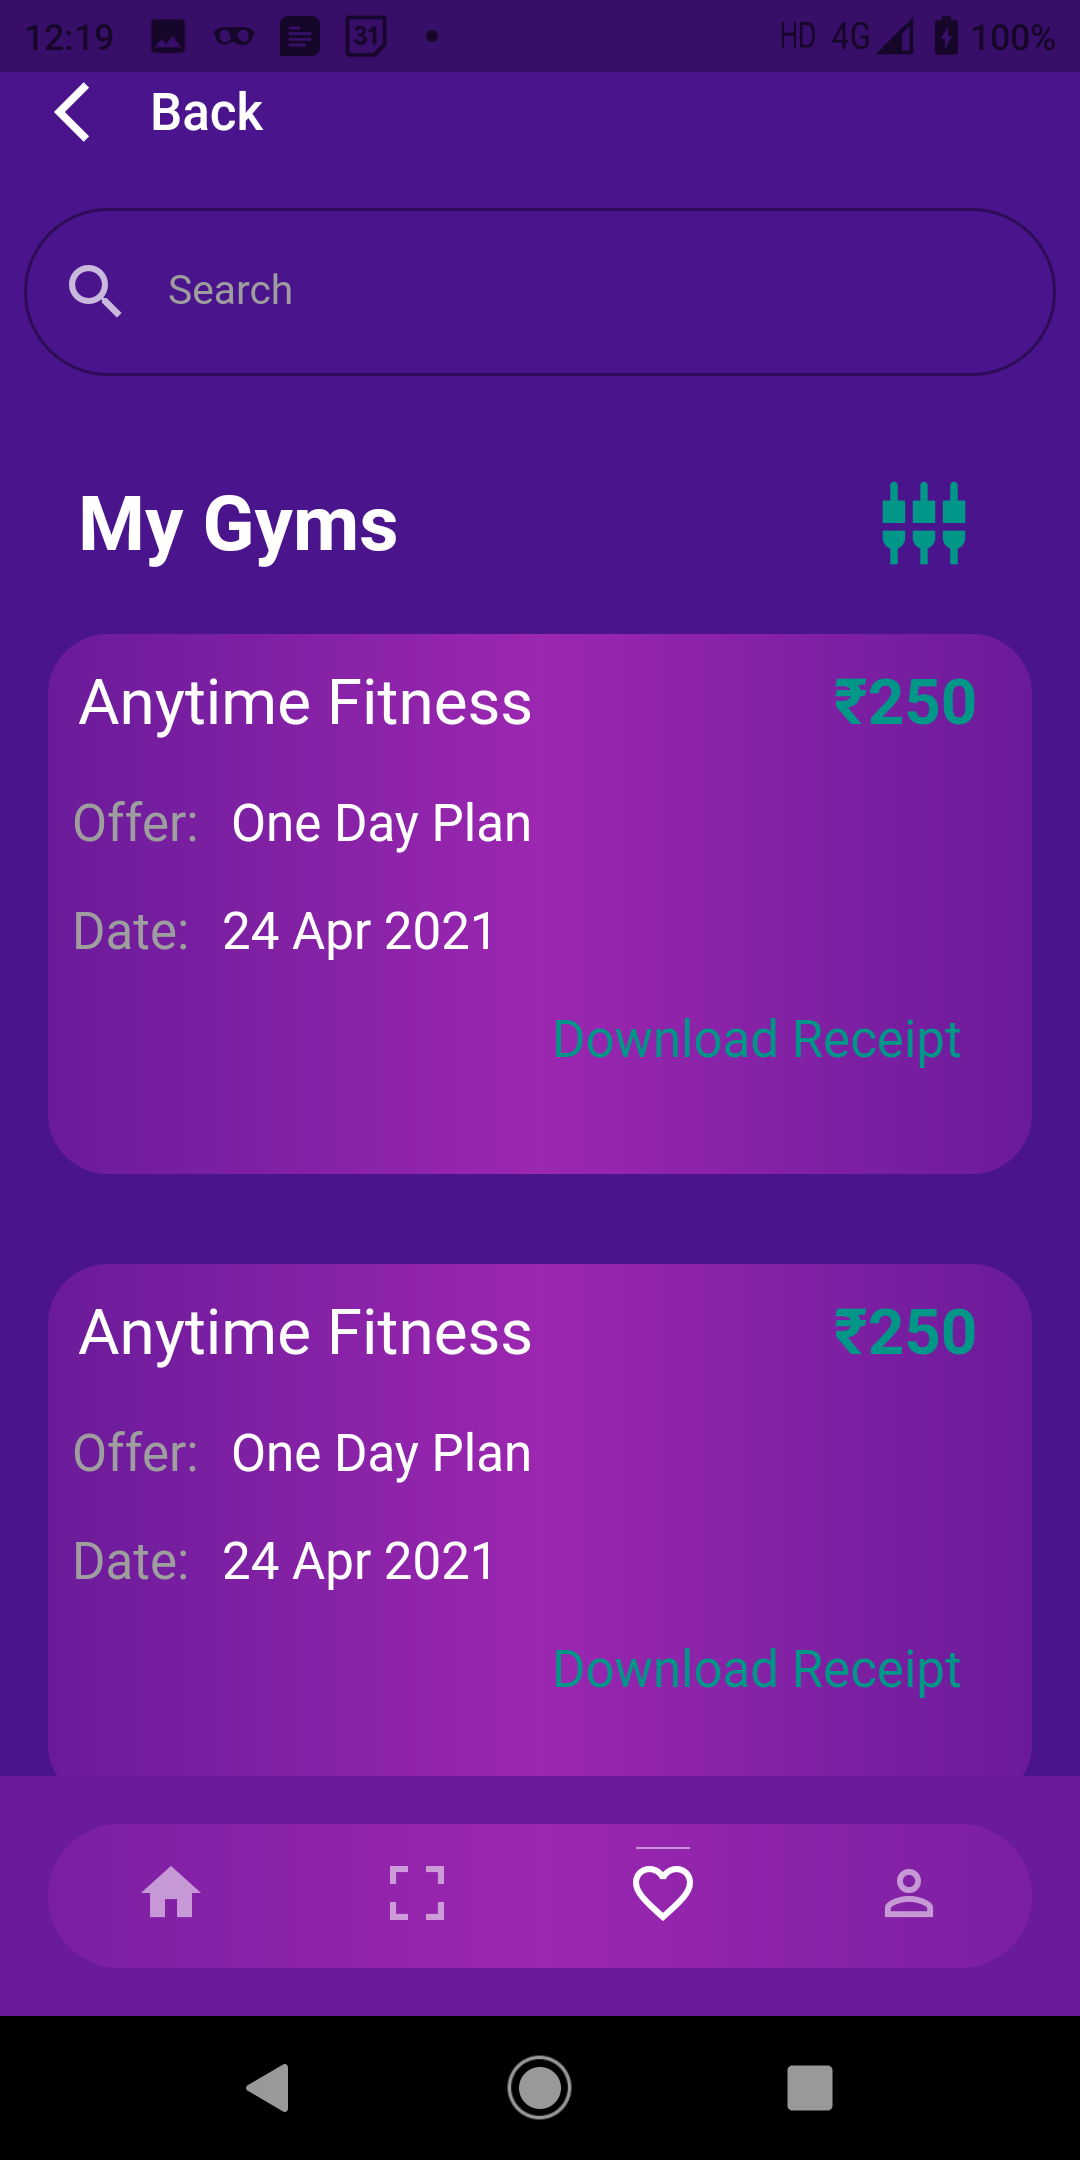 12:19 31 HD 4G 100%
Back
Search
My Gyms
Anytime Fitness ₹250
Offer: One Day Plan
Date: 24 Apr 2021
Download Receipt
Anytime Fitness ₹250
Offer: One Day Plan
Date: 24 Apr 2021
Download Receipt